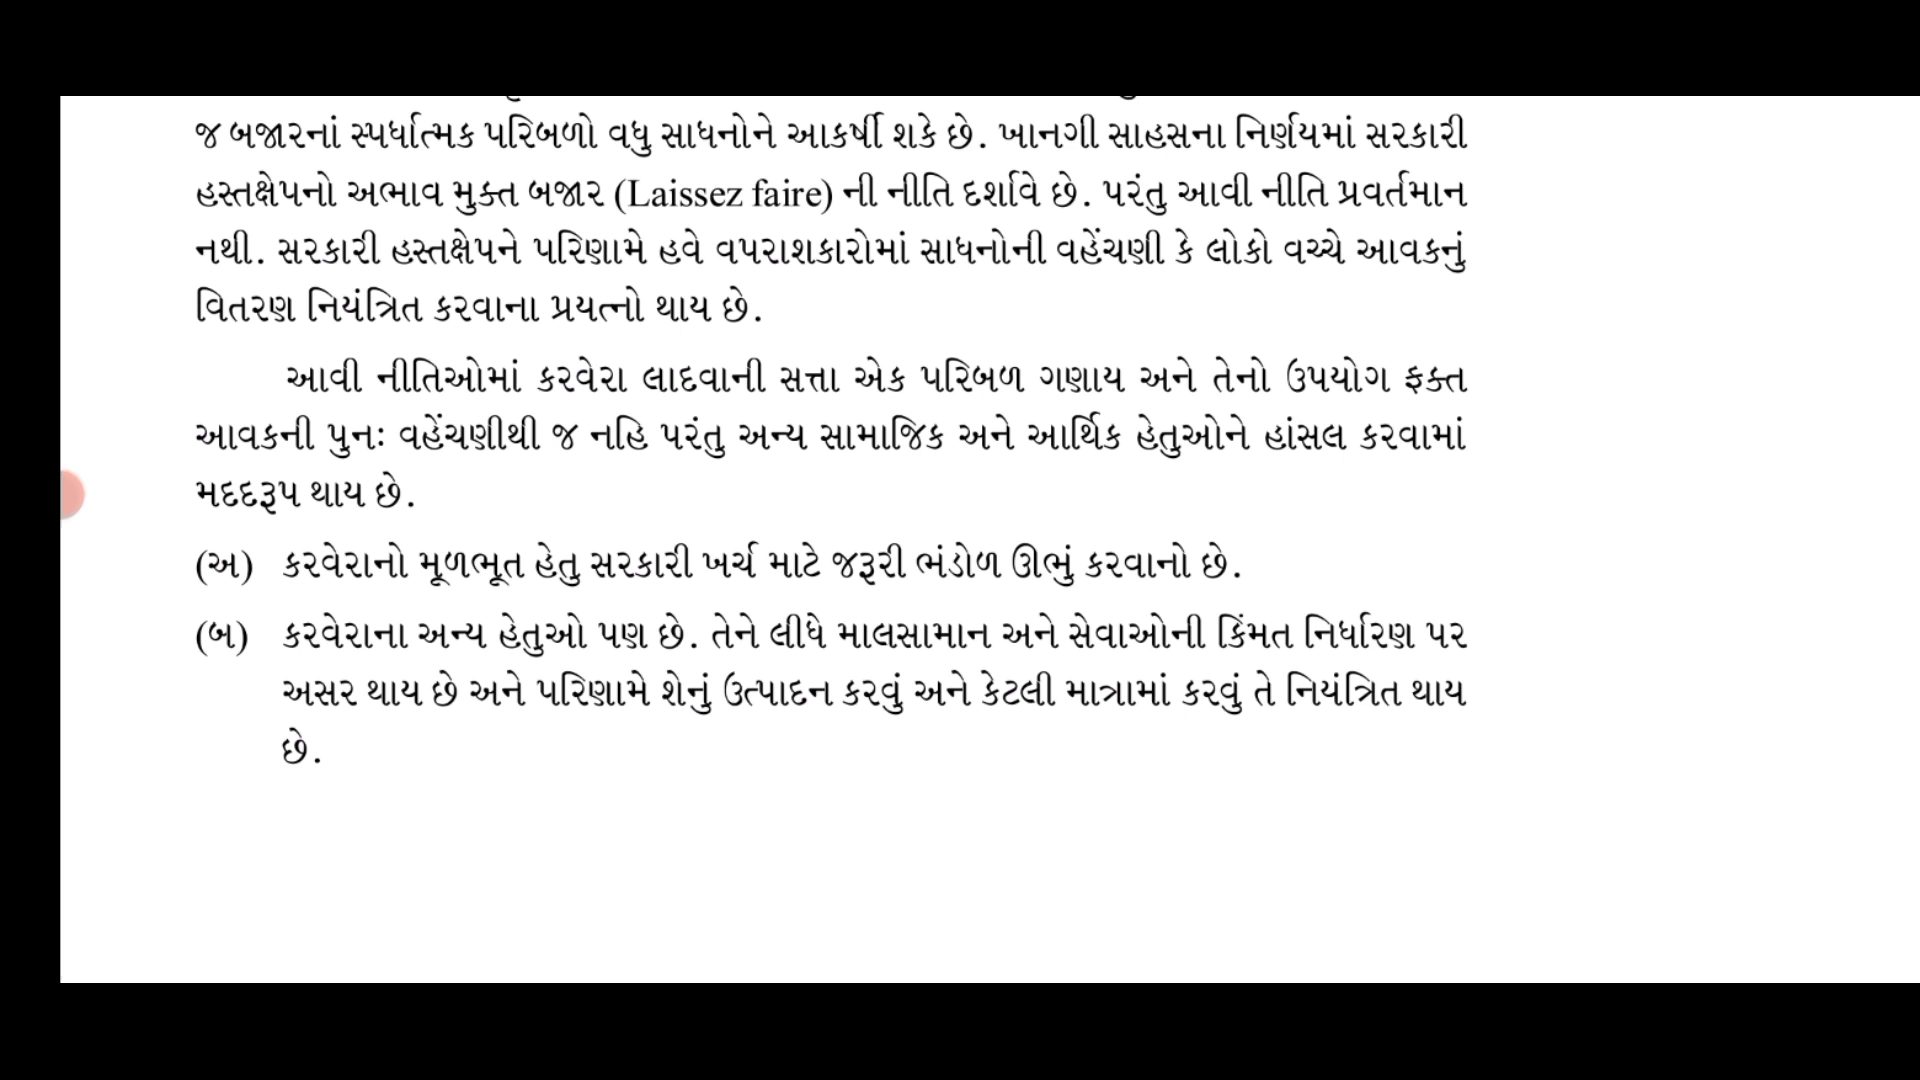 જ બજારનાં સ્પર્ધાત્મક પરિબળો વધુ સાધનોને આકર્ષી શકે છે. ખાનગી સાહસના નિર્ણયમાં સરકારી
હસ્તક્ષેપનો અભાવ મુક્ત બજાર (Laissez faire) ની નીતિ દર્શાવે છે. પરંતુ આવી નીતિ પ્રવર્તમાન
નથી. સરકારી હસ્તક્ષેપને પરિણામે હવે વપરાશકારોમાં સાધનોની વહેંચણી કે લોકો વચ્ચે આવકનું
વિતરણ નિયંત્રિત કરવાના પ્રયત્નો થાય છે.
આવી નીતિઓમાં કરવેરા લાદવાની સત્તા એક પરિબળ ગણાય અને તેનો ઉપયોગ ફક્ત
આવકની પુનઃ વહેંચણીથી જ નહિ પરંતુ અન્ય સામાજિક અને આર્થિક હેતુઓને હાંસલ કરવામાં
મદદરૂપ થાય છે.
(અ) કરવેરાનો મૂળભૂત હેતુ સરકારી ખર્ચ માટે જરૂરી ભંડોળ ઊભું કરવાનો છે.
(બ) કરવેરાના અન્ય હેતુઓ પણ છે. તેને લીધે માલસામાન અને સેવાઓની કિંમત નિર્ધારણ પર
અસર થાય છે અને પરિણામે શેનું ઉત્પાદન કરવું અને કેટલી માત્રામાં કરવું તે નિયંત્રિત થાય
છે.